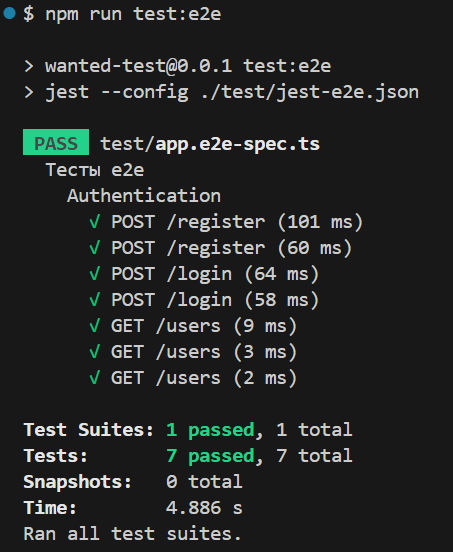 $ npm run test:e2e
> wanted-test@0.0.1 test:e2e
> jest --config ./test/jest-e2e.json
PASS test/app.e2e-spec.ts
Тесты e2e
Authentication
√ POST /register (101 ms)
√ POST /register (60 ms)
√ POST /login (64 ms)
√ POST /login (58 ms)
√ GET /users (9 ms)
√ GET /users (3 ms)
√ GET /users (2 ms)
Test Suites: 1 passed, 1 total
Tests: 7 passed, 7 total
Snapshots: 0 total
Time: 4.886 s
Ran all test suites.